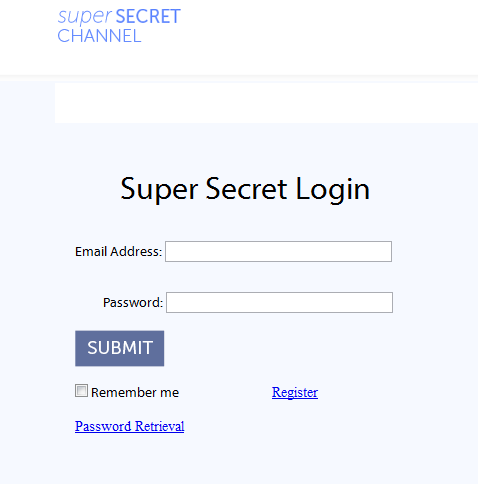 super SECRET
CHANNEL
Super Secret Login
Email Address:
Password:
SUBMIT
Remember me Register
Password Retrieval